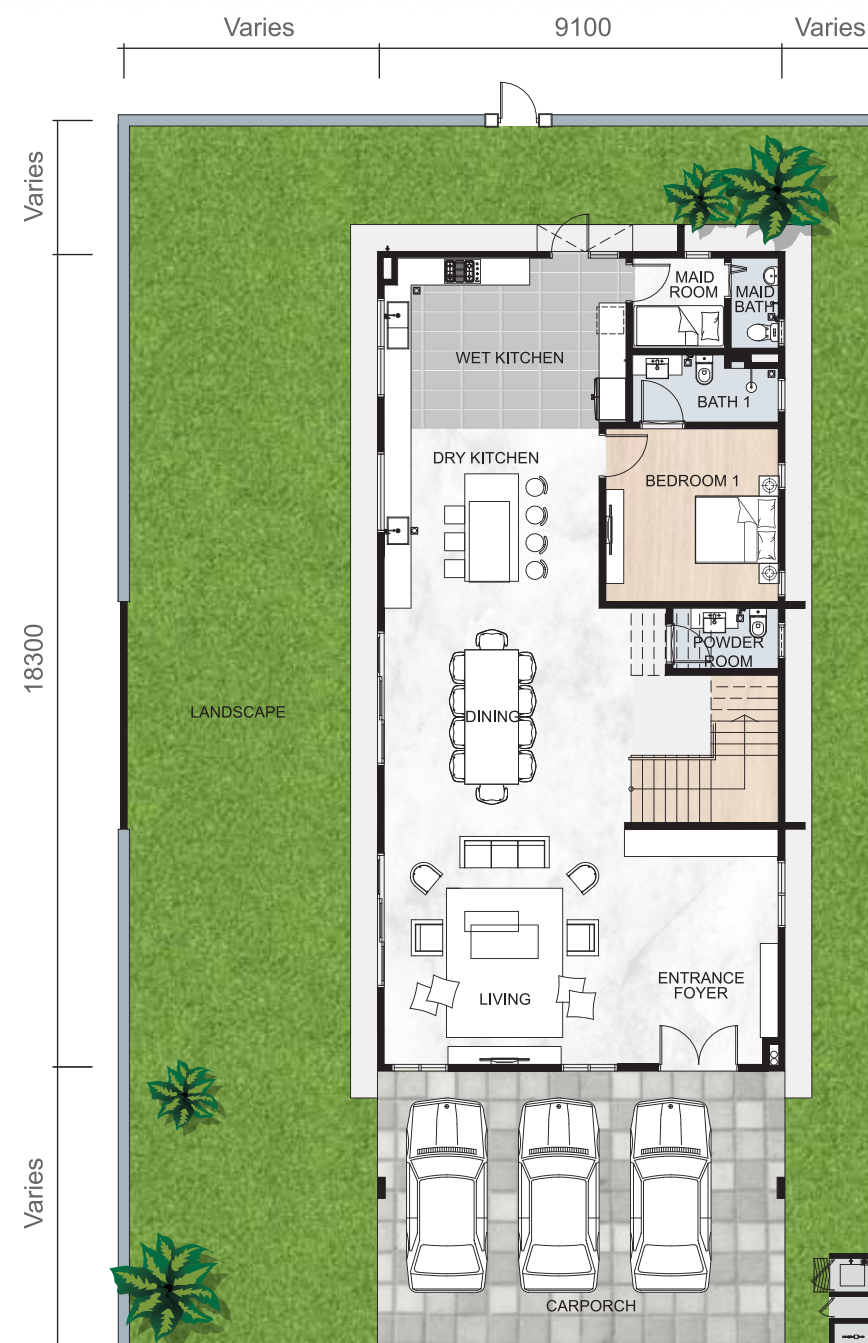 Varies
9100
Varies
Varies
18300
Varies
MAID
ROOM
MAID
BATH
WET KITCHEN
BATH 1
DRY KITCHEN
BEDROOM 1
POWDER
ROOM
LANDSCAPE
DINING
ENTRANCE
FOYER
LIVING
CARPORCH